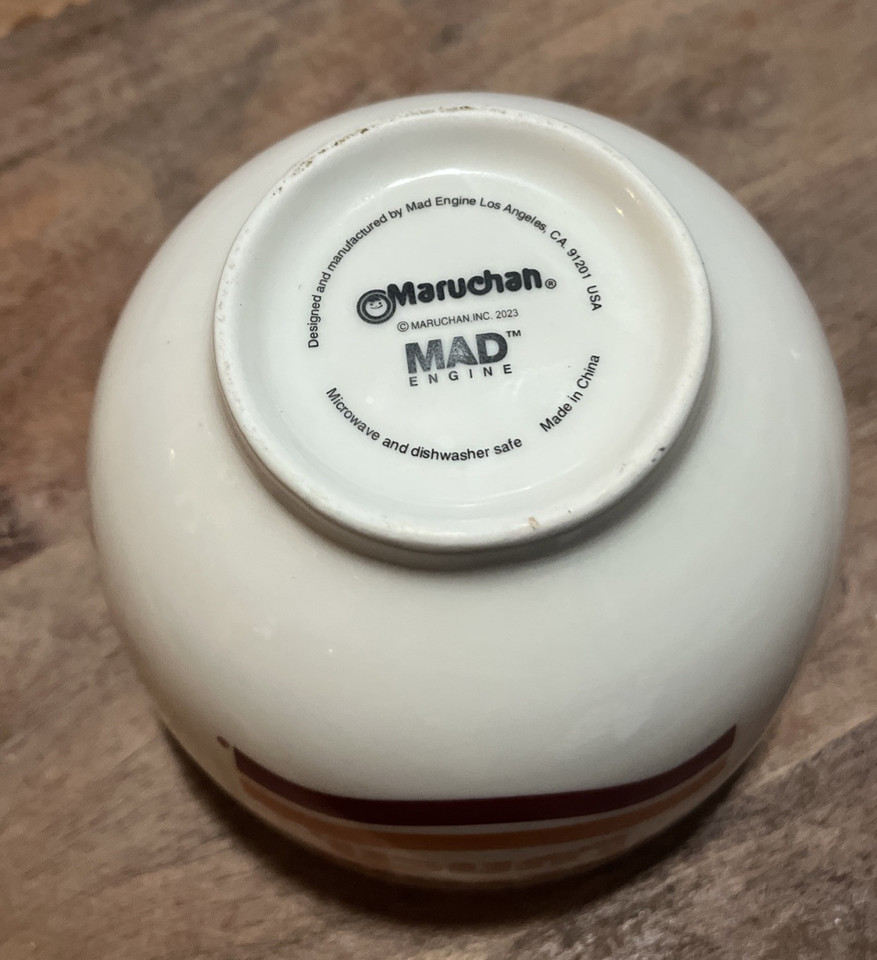 Designed and manufactured by Mad Engine Los Angeles, CA. 91201 USA
Maruchan®
© MARUCHAN.INC. 2023
MAD™
ENGINE
Microwave and dishwasher safe
Made in China